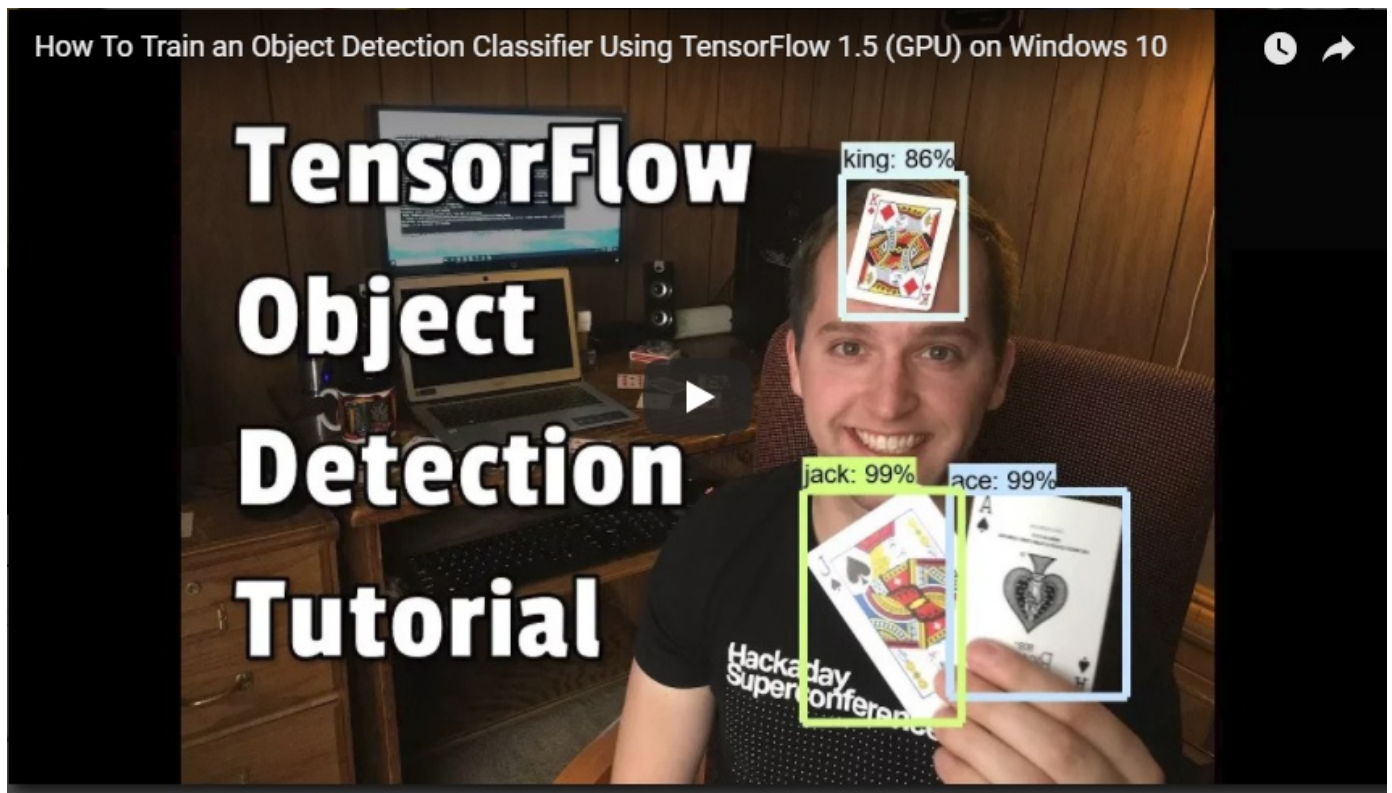 How To Train an Object Detection Classifier Using TensorFlow 1.5 (GPU) on Windows 10
TensorFlow
Object
Detection
Tutorial
king: 86%
K
K
jack: 99%
ace: 99%
J
A
A
Hackaday
Superconference